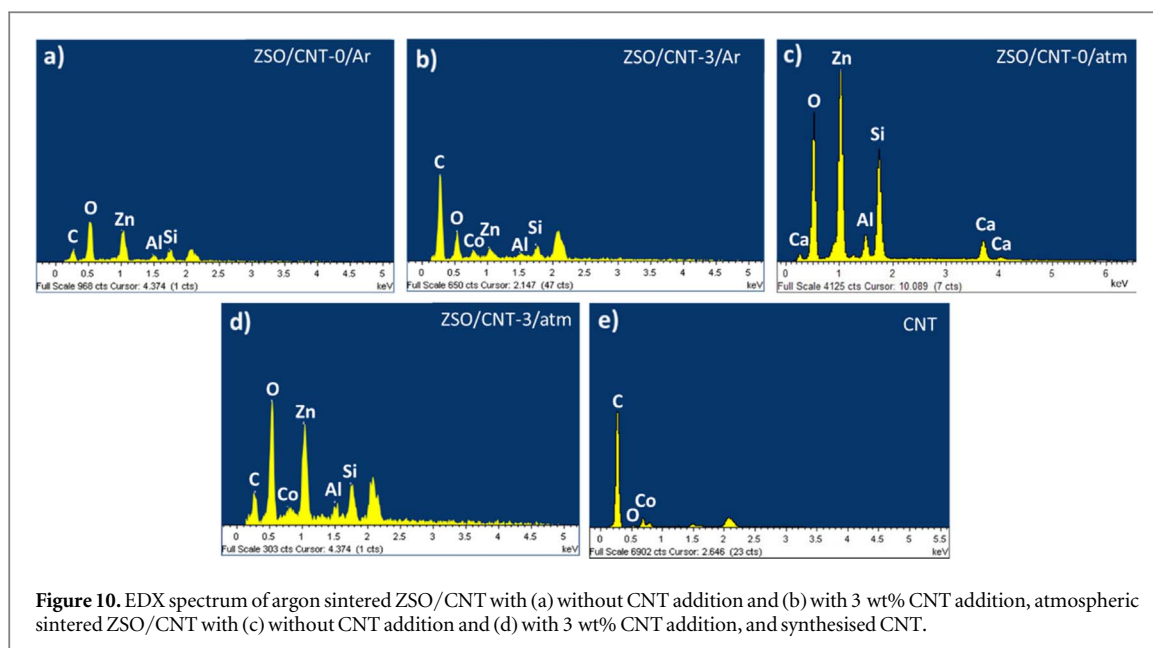 a)
ZSO/CNT-0/Ar
C O Zn Al Si
0 0.5 1 1.5 2 2.5 3 3.5 4 4.5 5
Full Scale 968 cts Cursor: 4.374 (1 cts) keV
b)
ZSO/CNT-3/Ar
C O Co Zn Al Si
0 0.5 1 1.5 2 2.5 3 3.5 4 4.5 5
Full Scale 650 cts Cursor: 2.147 (47 cts) keV
c)
ZSO/CNT-0/atm
Ca O Zn Al Si Ca Ca
0 1 2 3 4 5 6
Full Scale 4125 cts Cursor: 10.089 (7 cts) keV
d)
ZSO/CNT-3/atm
C O Co Zn Al Si
0 0.5 1 1.5 2 2.5 3 3.5 4 4.5 5
Full Scale 303 cts Cursor: 4.374 (1 cts) keV
e)
CNT
C O Co
0 0.5 1 1.5 2 2.5 3 3.5 4 4.5 5 5.5
Full Scale 6902 cts Cursor: 2.646 (23 cts) keV
Figure 10. EDX spectrum of argon sintered ZSO/CNT with (a) without CNT addition and (b) with 3 wt% CNT addition, atmospheric
sintered ZSO/CNT with (c) without CNT addition and (d) with 3 wt% CNT addition, and synthesised CNT.